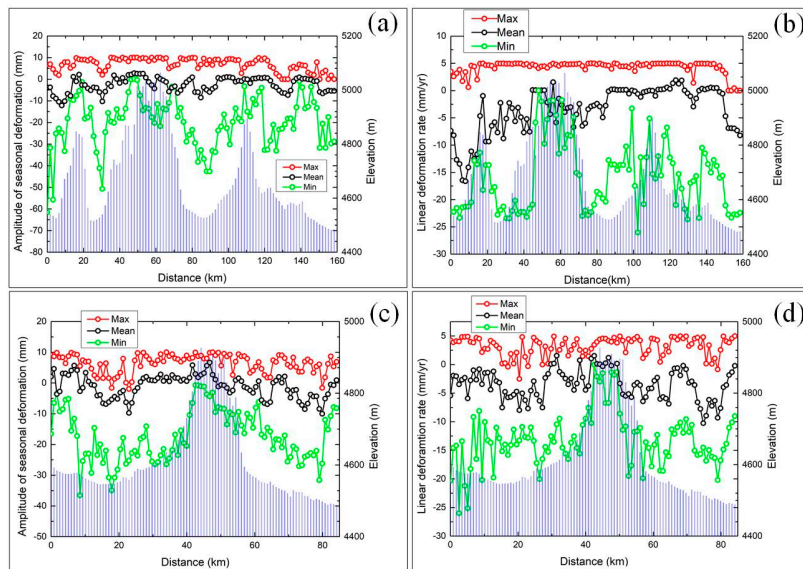 (a)
Max
Mean
Min
Amplitude of seasonal deformation (mm)
20
10
0
-10
-20
-30
-40
-50
-60
-70
-80
5200
5000
4800
4600
4400
Elevation (m)
0 20 40 60 80 100 120 140 160
Distance (km)
(b)
Max
Mean
Min
Linear deformation rate (mm/yr)
10
5
0
-5
-10
-15
-20
-25
-30
5200
5000
4800
4600
4400
Elevation (m)
0 20 40 60 80 100 120 140 160
Distance(km)
(c)
Max
Mean
Min
Amplitude of seasonal deformation (mm)
20
10
0
-10
-20
-30
-40
-50
5000
4800
4600
4400
Elevation (m)
0 20 40 60 80
Distance (km)
(d)
Max
Mean
Min
Linear deforamtion rate (mm/yr)
10
5
0
-5
-10
-15
-20
-25
-30
5000
4800
4600
4400
Elevation (m)
0 20 40 60 80
Distance (km)